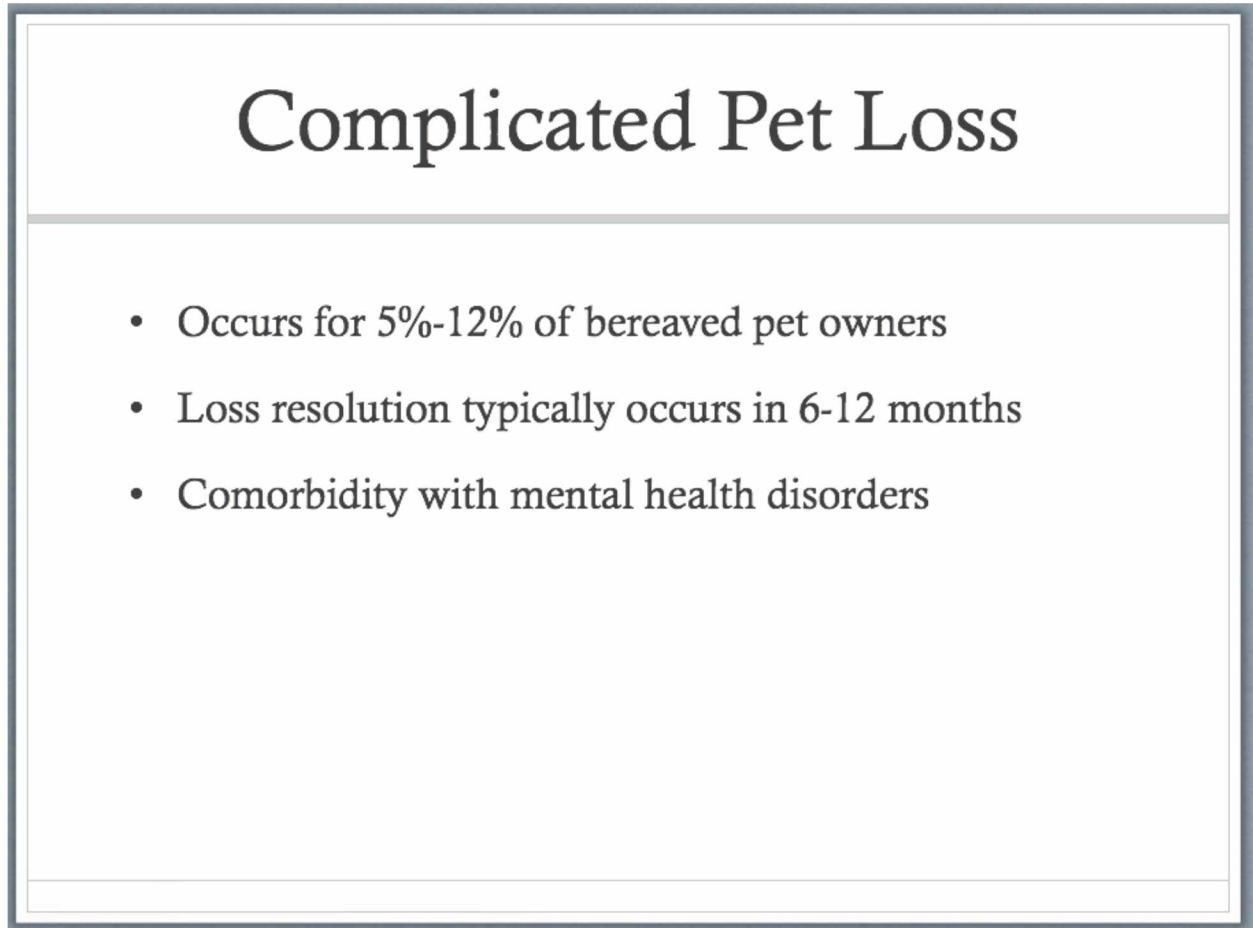 Complicated Pet Loss
• Occurs for 5%-12% of bereaved pet owners
• Loss resolution typically occurs in 6-12 months
• Comorbidity with mental health disorders